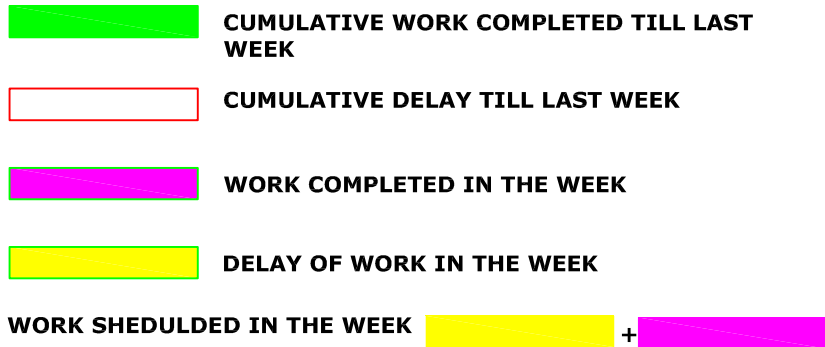 CUMULATIVE WORK COMPLETED TILL LAST
WEEK
CUMULATIVE DELAY TILL LAST WEEK
WORK COMPLETED IN THE WEEK
DELAY OF WORK IN THE WEEK
WORK SHEDULDED IN THE WEEK +